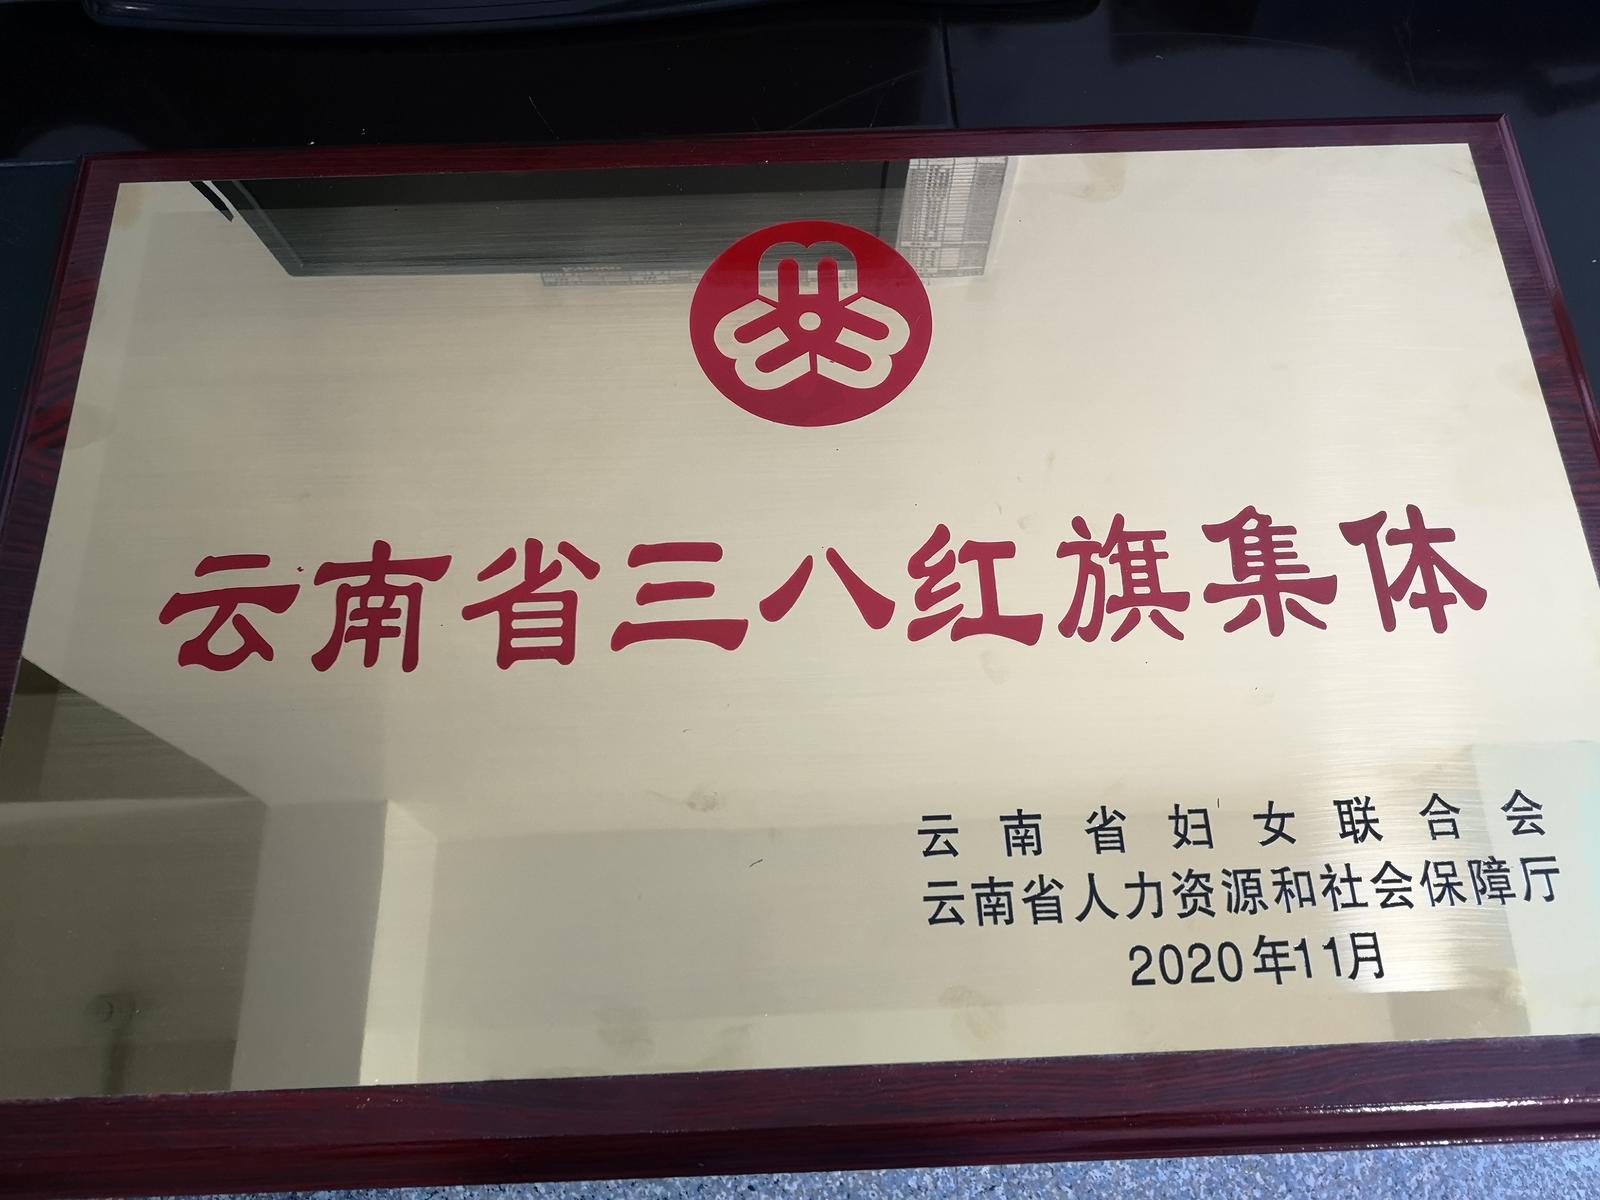 云南省三八红旗集体
云南省妇女联合会
云南省人力资源和社会保障厅
2020年11月